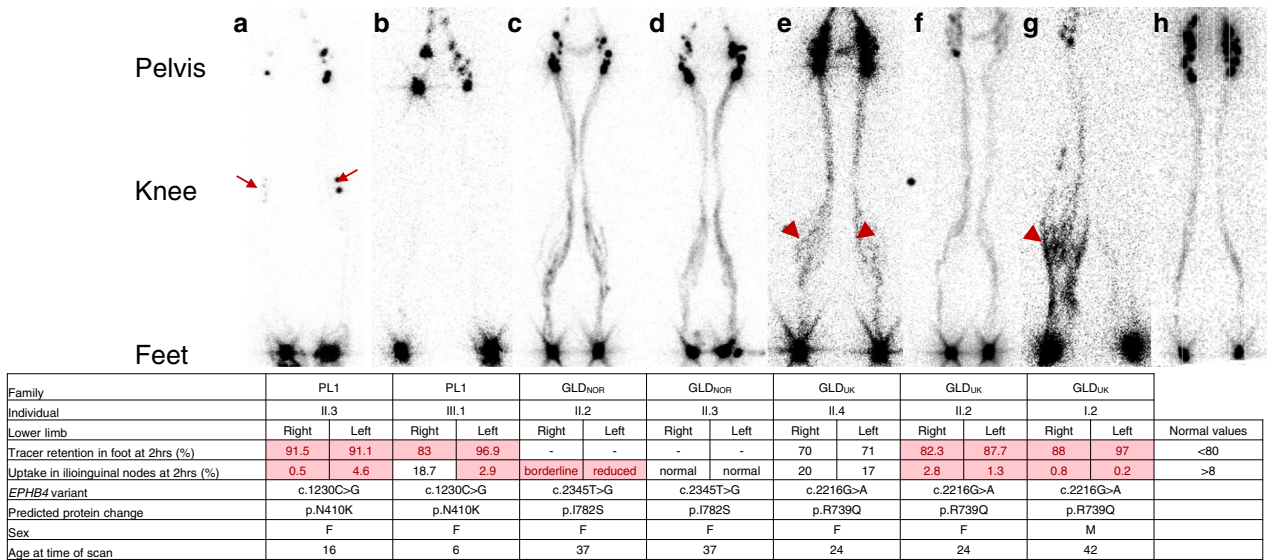 a b c d e f g h
Pelvis
Knee
Feet
Family PL1 PL1 GLDNOR GLDNOR GLDUK GLDUK GLDUK
Individual II.3 III.1 II.2 II.3 II.4 II.2 I.2
Lower limb Right Left Right Left Right Left Right Left Right Left Right Left Right Left Normal values
Tracer retention in foot at 2hrs (%) 91.5 91.1 83 96.9 - - - - 70 71 82.3 87.7 88 97 <80
Uptake in ilioinguinal nodes at 2hrs (%) 0.5 4.6 18.7 2.9 borderline reduced normal normal 20 17 2.8 1.3 0.8 0.2 >8
EPHB4 variant c.1230C>G c.1230C>G c.2345T>G c.2345T>G c.2216G>A c.2216G>A c.2216G>A
Predicted protein change p.N410K p.N410K p.I782S p.I782S p.R739Q p.R739Q p.R739Q
Sex F F F F F F M
Age at time of scan 16 6 37 37 24 24 42